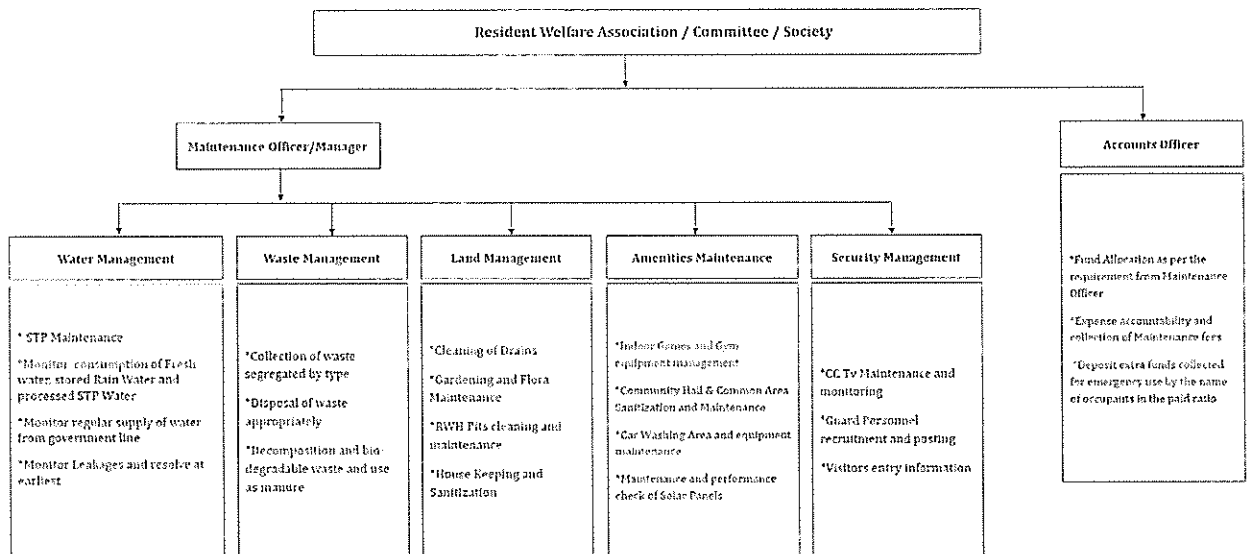 Resident Welfare Association / Committee / Society
Maintenance Officer/Manager
Accounts Officer
Water Management
* STP Maintenance
*Monitor consumption of Fresh
water, stored Rain Water and
processed STP Water
*Monitor regular supply of water
from government line
*Monitor Leakages and resolve at
earliest
Waste Management
*Collection of waste
segregated by type
*Disposal of waste
appropriately
*Decomposition and bio-
degradable waste and use
as manure
Land Management
*Cleaning of Drains
*Gardening and Flora
Maintenance
*RWH Pits cleaning and
maintenance
*House Keeping and
Sanitization
Amenities Maintenance
*Indoor Games and Gym
equipment management
*Community Hall & Common Area
Sanitization and Maintenance
*Car Washing Area and equipment
maintenance
*Maintenance and performance
check of Solar Panels
Security Management
*CC Tv Maintenance and
monitoring
*Guard Personnel
recruitment and posting
*Visitors entry information
*Fund Allocation as per the
requirement from Maintenance
Officer
*Expense accountability and
collection of Maintenance fees
*Deposit extra funds collected
for emergency use by the name
of occupants in the paid ratio